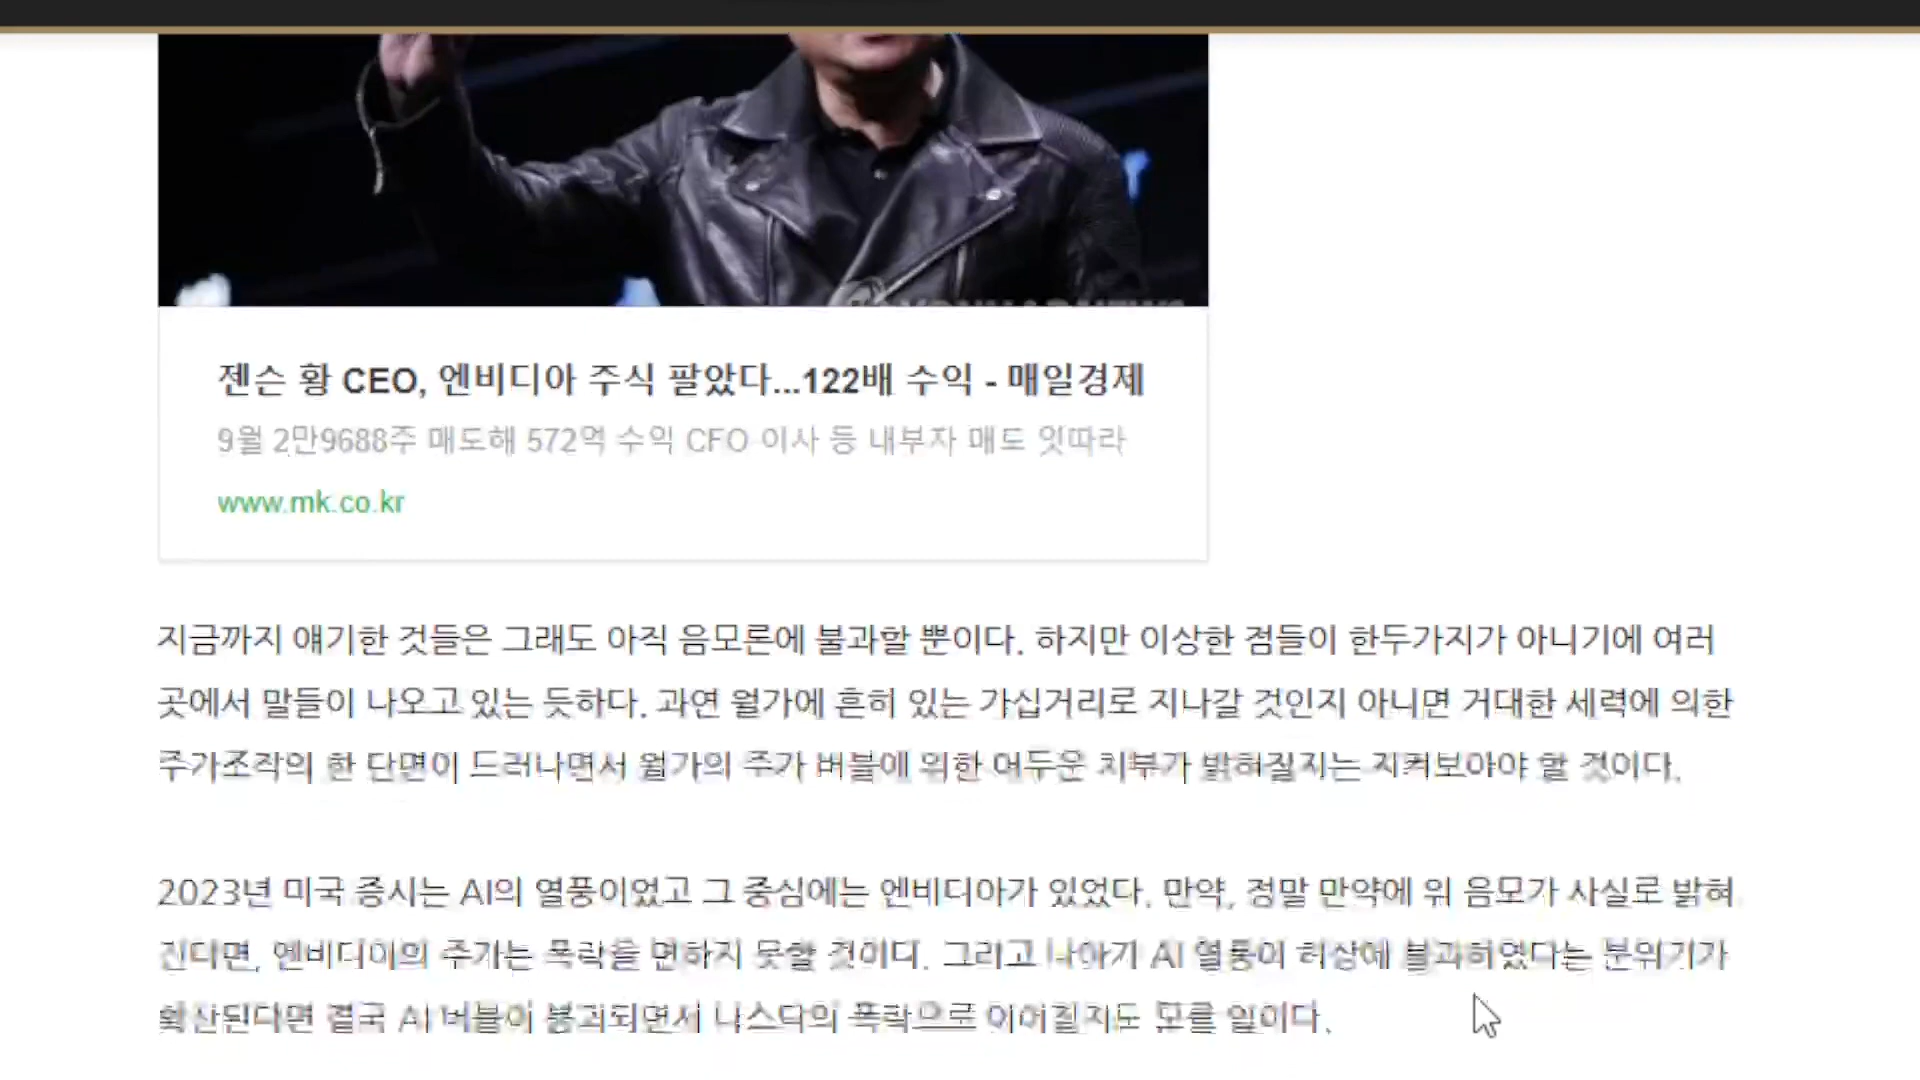 젠슨 황 CEO, 엔비디아 주식 팔았다...122배 수익 - 매일경제
9월 2만9688주 매도해 572억 수익 CFO 이사 등 내부자 매도 잇따라
www.mk.co.kr
지금까지 얘기한 것들은 그래도 아직 음모론에 불과할 뿐이다. 하지만 이상한 점들이 한두가지가 아니기에 여러
곳에서 말들이 나오고 있는 듯하다. 과연 월가에 흔히 있는 가십거리로 지나갈 것인지 아니면 거대한 세력에 의한
주가조작의 한 단면이 드러나면서 월가의 주가 버블에 의한 어두운 치부가 밝혀질지는 지켜보아야 할 것이다.
2023년 미국 증시는 AI의 열풍이었고 그 중심에는 엔비디아가 있었다. 만약, 정말 만약에 위 음모가 사실로 밝혀
진다면, 엔비디아의 주가는 폭락을 면하지 못할 것이다. 그리고 나아가 AI 열풍이 허상에 불과하였다는 분위기가
확산된다면 결국 AI 버블이 붕괴되면서 나스닥의 폭락으로 이어질지도 모를 일이다.